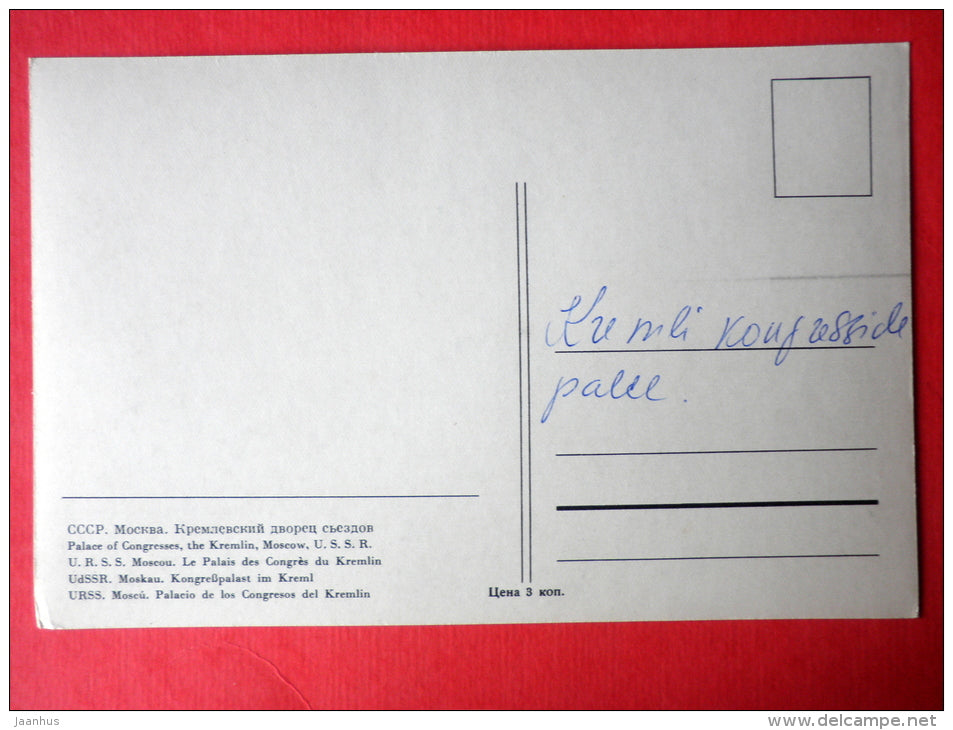 Kremli kongresside
palee.
СССР. Москва. Кремлевский дворец съездов
Palace of Congresses, the Kremlin, Moscow, U. S. S. R.
U. R. S. S. Moscou. Le Palais des Congrès du Kremlin
UdSSR. Moskau. Kongreßpalast im Kreml
URSS. Moscú. Palacio de los Congresos del Kremlin
Цена 3 коп.
Jaanhus
http://www.delcampe.net